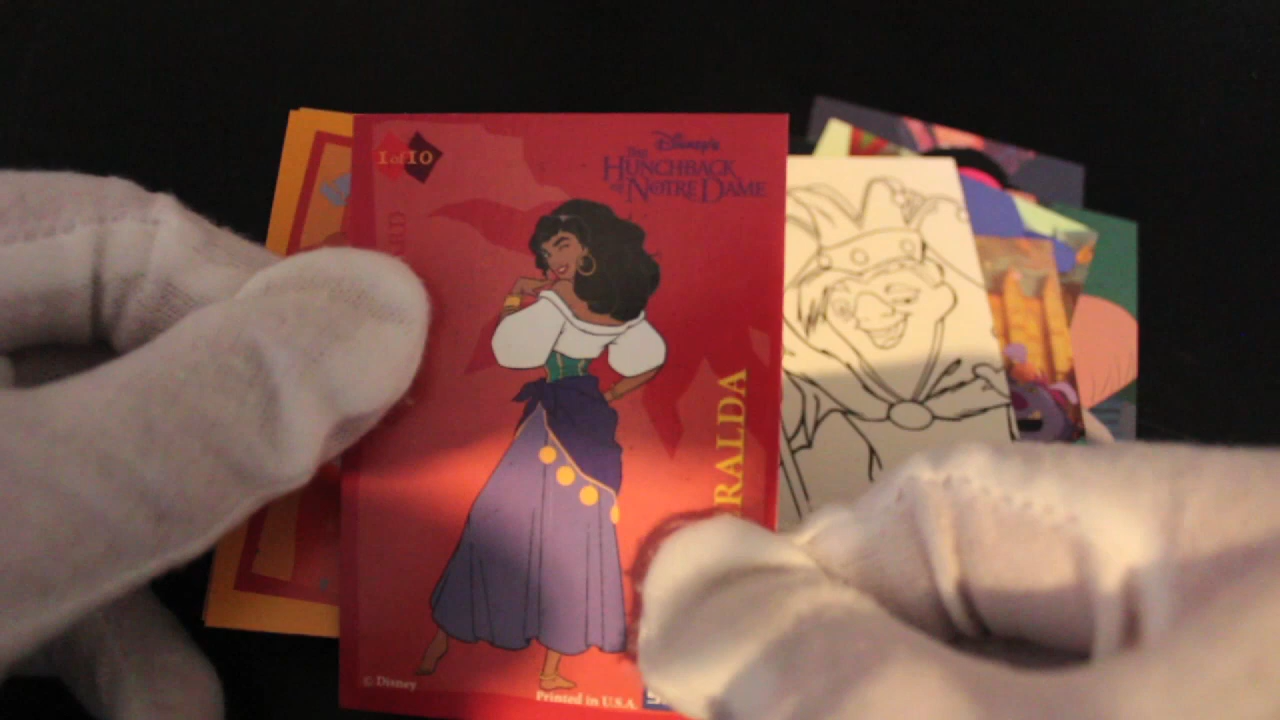 1 of 10
Disney's
THE
HUNCHBACK
OF NOTRE DAME
RALDA
© Disney
Printed in U.S.A.